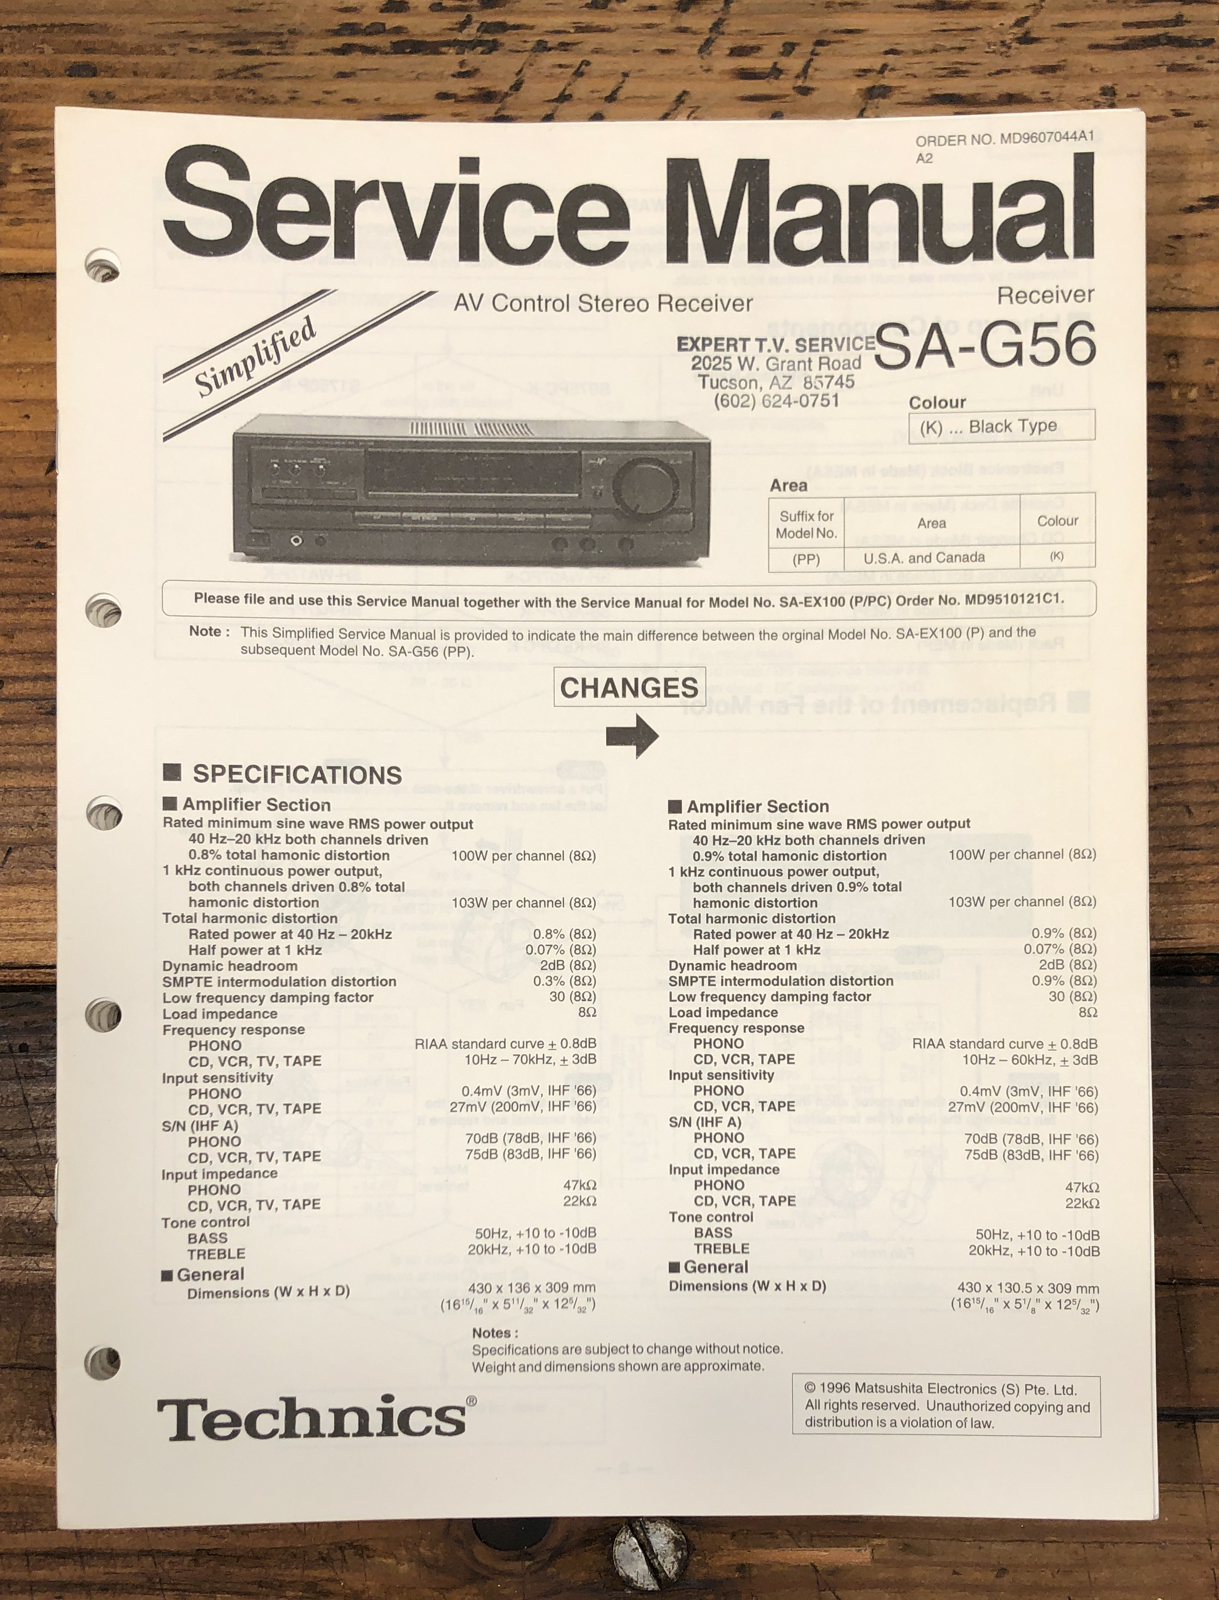 ORDER NO. MD9607044A1
A2
Service Manual
AV Control Stereo Receiver
Receiver
SA-G56
Simplified
EXPERT T.V. SERVICE
2025 W. Grant Road
Tucson, AZ 85745
(602) 624-0751
Colour
(K) ... Black Type
Area
Suffix for Model No. Area Colour
(PP) U.S.A. and Canada (K)
Please file and use this Service Manual together with the Service Manual for Model No. SA-EX100 (P/PC) Order No. MD9510121C1.
Note : This Simplified Service Manual is provided to indicate the main difference between the orginal Model No. SA-EX100 (P) and the
subsequent Model No. SA-G56 (PP).
CHANGES
■ SPECIFICATIONS
■ Amplifier Section
Rated minimum sine wave RMS power output
40 Hz–20 kHz both channels driven
0.8% total hamonic distortion 100W per channel (8Ω)
1 kHz continuous power output,
both channels driven 0.8% total
hamonic distortion 103W per channel (8Ω)
Total harmonic distortion
Rated power at 40 Hz – 20kHz 0.8% (8Ω)
Half power at 1 kHz 0.07% (8Ω)
Dynamic headroom 2dB (8Ω)
SMPTE intermodulation distortion 0.3% (8Ω)
Low frequency damping factor 30 (8Ω)
Load impedance 8Ω
Frequency response
PHONO RIAA standard curve ± 0.8dB
CD, VCR, TV, TAPE 10Hz – 70kHz, ± 3dB
Input sensitivity
PHONO 0.4mV (3mV, IHF '66)
CD, VCR, TV, TAPE 27mV (200mV, IHF '66)
S/N (IHF A)
PHONO 70dB (78dB, IHF '66)
CD, VCR, TV, TAPE 75dB (83dB, IHF '66)
Input impedance
PHONO 47kΩ
CD, VCR, TV, TAPE 22kΩ
Tone control
BASS 50Hz, +10 to -10dB
TREBLE 20kHz, +10 to -10dB
■ General
Dimensions (W x H x D) 430 x 136 x 309 mm
(16 15/16" x 5 11/32" x 12 5/32")
■ Amplifier Section
Rated minimum sine wave RMS power output
40 Hz–20 kHz both channels driven
0.9% total hamonic distortion 100W per channel (8Ω)
1 kHz continuous power output,
both channels driven 0.9% total
hamonic distortion 103W per channel (8Ω)
Total harmonic distortion
Rated power at 40 Hz – 20kHz 0.9% (8Ω)
Half power at 1 kHz 0.07% (8Ω)
Dynamic headroom 2dB (8Ω)
SMPTE intermodulation distortion 0.9% (8Ω)
Low frequency damping factor 30 (8Ω)
Load impedance 8Ω
Frequency response
PHONO RIAA standard curve ± 0.8dB
CD, VCR, TAPE 10Hz – 60kHz, ± 3dB
Input sensitivity
PHONO 0.4mV (3mV, IHF '66)
CD, VCR, TAPE 27mV (200mV, IHF '66)
S/N (IHF A)
PHONO 70dB (78dB, IHF '66)
CD, VCR, TAPE 75dB (83dB, IHF '66)
Input impedance
PHONO 47kΩ
CD, VCR, TAPE 22kΩ
Tone control
BASS 50Hz, +10 to -10dB
TREBLE 20kHz, +10 to -10dB
■ General
Dimensions (W x H x D) 430 x 130.5 x 309 mm
(16 15/16" x 5 1/8" x 12 5/32")
Notes :
Specifications are subject to change without notice.
Weight and dimensions shown are approximate.
Technics®
© 1996 Matsushita Electronics (S) Pte. Ltd.
All rights reserved. Unauthorized copying and
distribution is a violation of law.